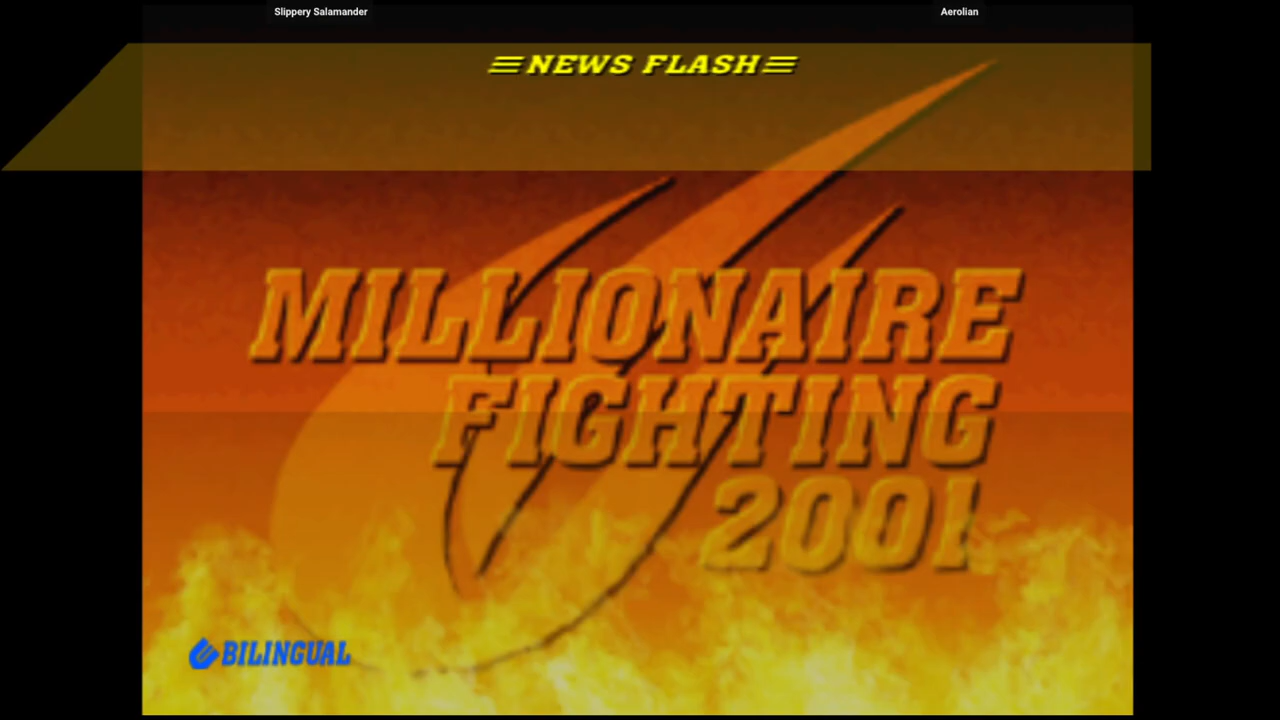 Slippery Salamander
Aerolian
NEWS FLASH
MILLIONAIRE
FIGHTING
2001
BILINGUAL